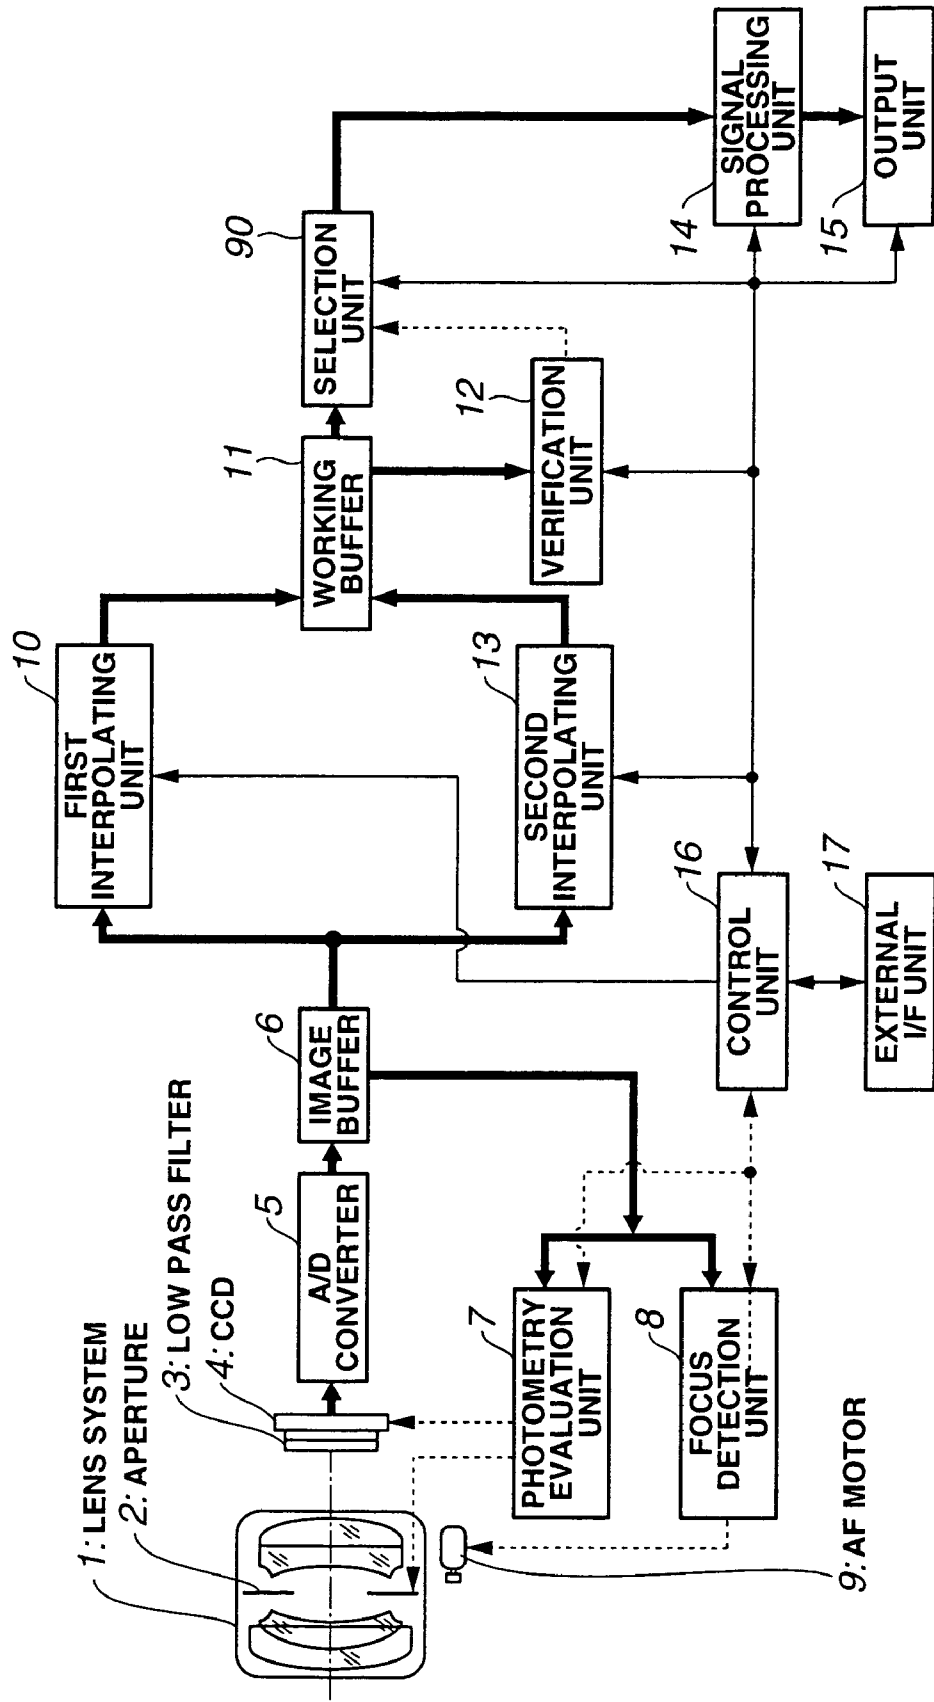 1: LENS SYSTEM
2: APERTURE
3: LOW PASS FILTER
4: CCD
5
A/D
CONVERTER
6
IMAGE
BUFFER
10
FIRST
INTERPOLATING
UNIT
11
WORKING
BUFFER
90
SELECTION
UNIT
7
PHOTOMETRY
EVALUATION
UNIT
13
SECOND
INTERPOLATING
UNIT
12
VERIFICATION
UNIT
8
FOCUS
DETECTION
UNIT
9: AF MOTOR
16
CONTROL
UNIT
17
EXTERNAL
I/F UNIT
14
SIGNAL
PROCESSING
UNIT
15
OUTPUT
UNIT